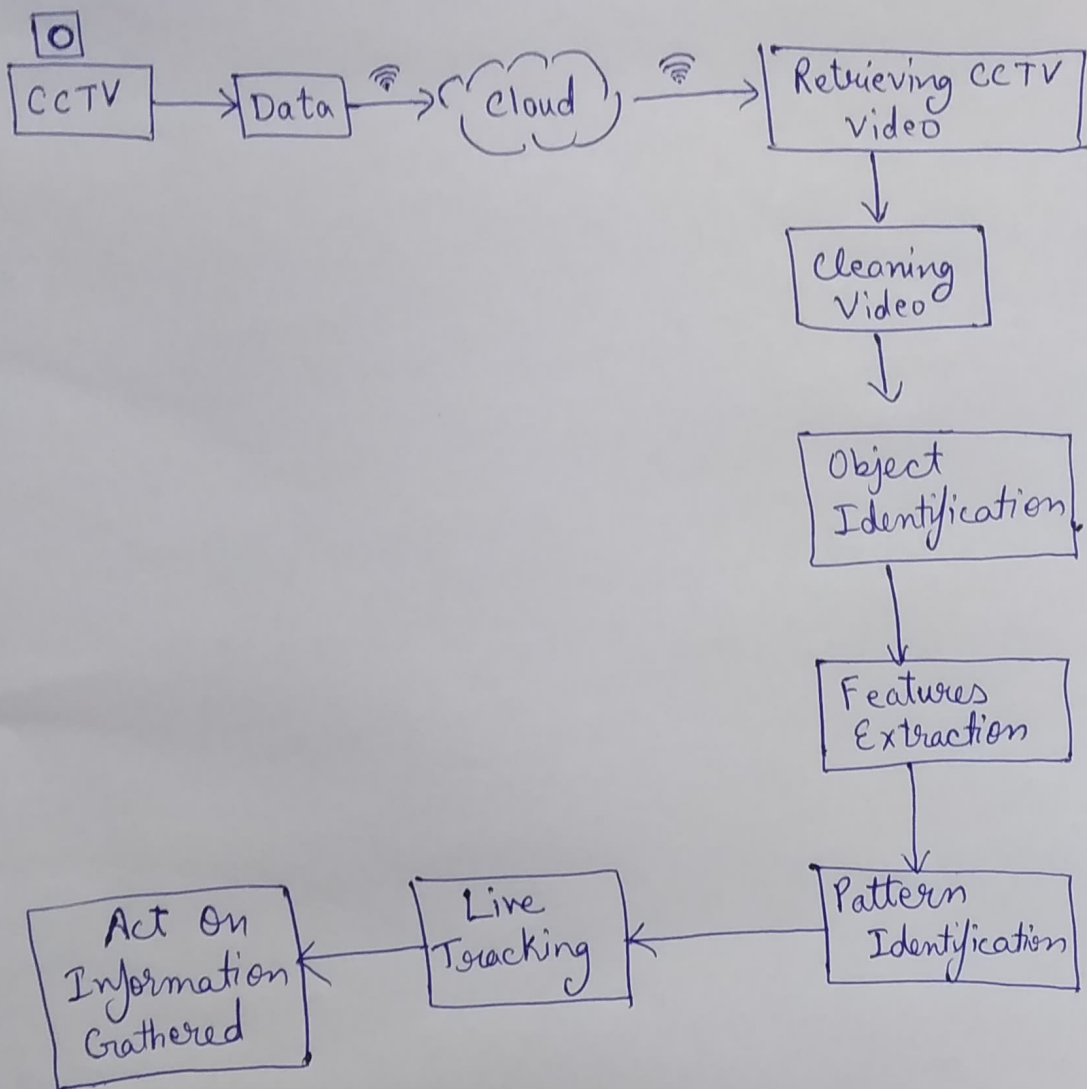 CCTV
Data
Cloud
Retrieving CCTV
Video
Cleaning
Video
Object
Identification
Features
Extraction
Pattern
Identification
Live
Tracking
Act On
Information
Gathered